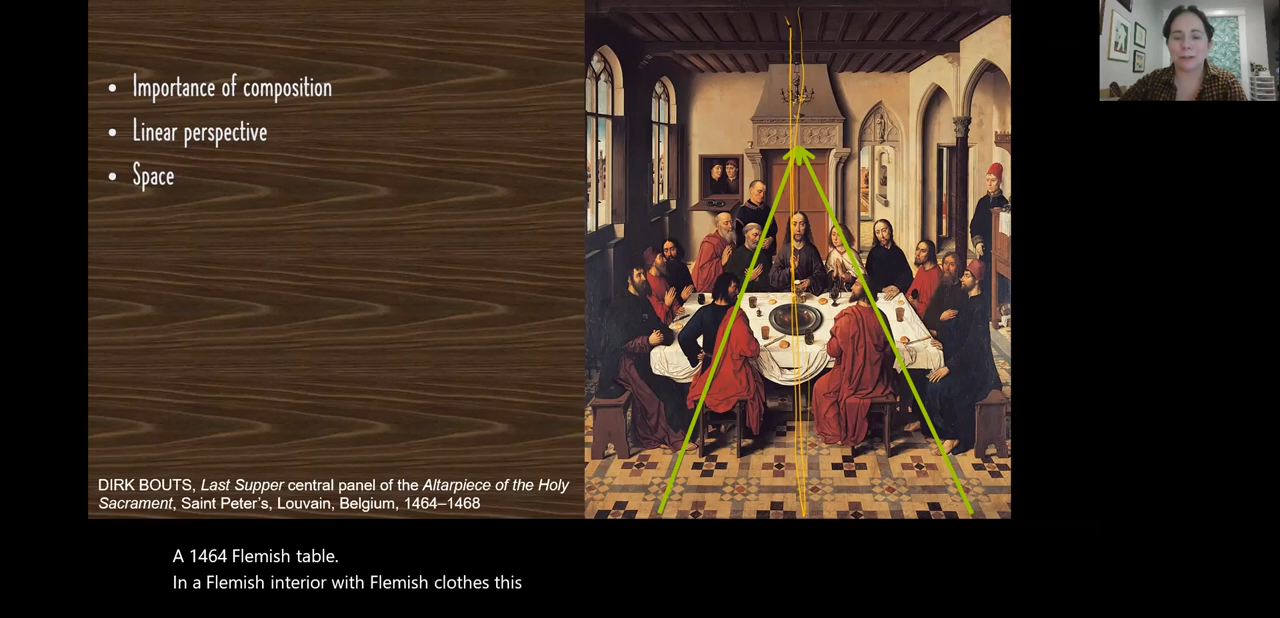 Importance of composition
Linear perspective
Space
DIRK BOUTS, Last Supper central panel of the Altarpiece of the Holy
Sacrament, Saint Peter's, Louvain, Belgium, 1464–1468
A 1464 Flemish table.
In a Flemish interior with Flemish clothes this